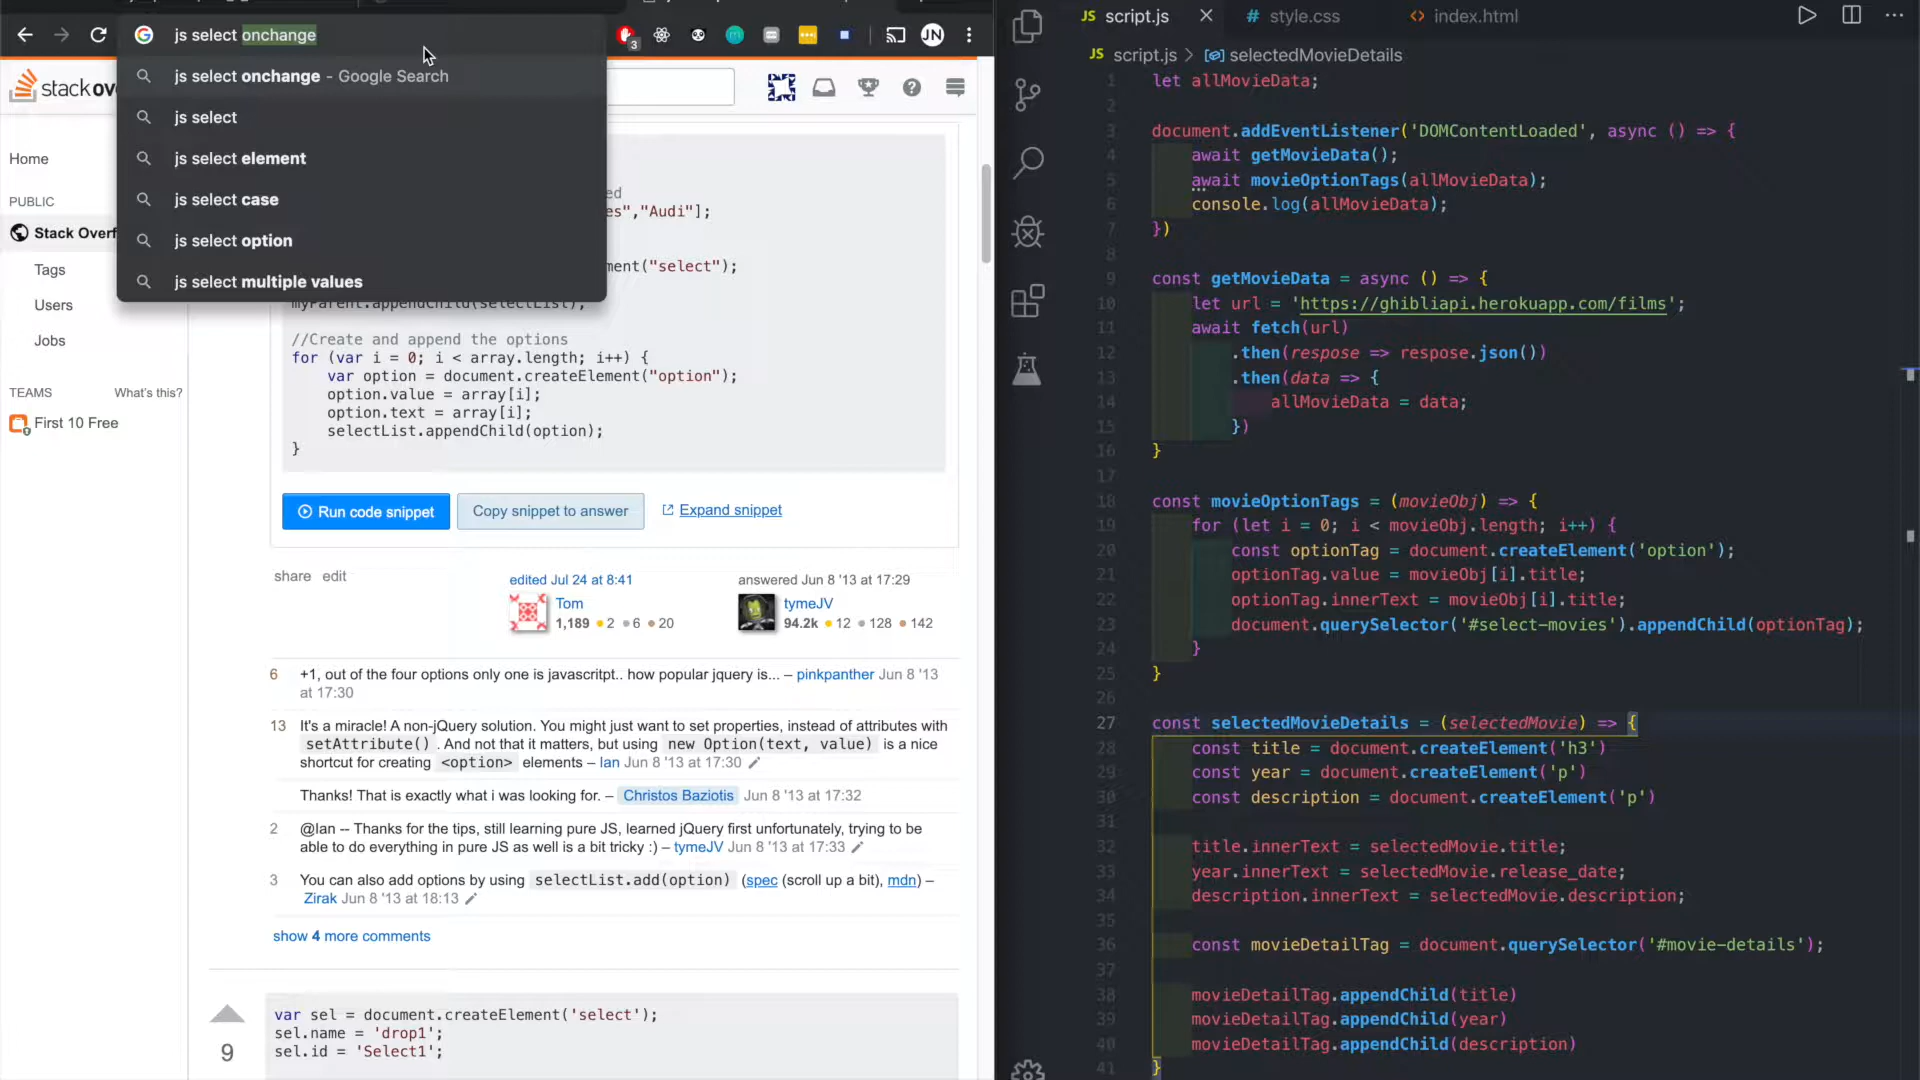 js select onchange
js select onchange - Google Search
js select
js select element
js select case
js select option
js select multiple values
3
JN
stack
Home
PUBLIC
Stack
Tags
Users
Jobs
TEAMS What's this?
First 10 Free
"Audi"];
("select");
//Create and append the options
for (var i = 0; i < array.length; i++) {
var option = document.createElement("option");
option.value = array[i];
option.text = array[i];
selectList.appendChild(option);
}
Run code snippet
Copy snippet to answer
Expand snippet
share edit
edited Jul 24 at 8:41
Tom
1,189 2 6 20
answered Jun 8 '13 at 17:29
tymeJV
94.2k 12 128 142
6 +1, out of the four options only one is javascritpt.. how popular jquery is... – pinkpanther Jun 8 '13
at 17:30
13 It's a miracle! A non-jQuery solution. You might just want to set properties, instead of attributes with
setAttribute() . And not that it matters, but using new Option(text, value) is a nice
shortcut for creating <option> elements – Ian Jun 8 '13 at 17:30
Thanks! That is exactly what i was looking for. – Christos Baziotis Jun 8 '13 at 17:32
2 @Ian -- Thanks for the tips, still learning pure JS, learned jQuery first unfortunately, trying to be
able to do everything in pure JS as well is a bit tricky :) – tymeJV Jun 8 '13 at 17:33
3 You can also add options by using selectList.add(option) (spec (scroll up a bit), mdn) –
Zirak Jun 8 '13 at 18:13
show 4 more comments
9
var sel = document.createElement('select');
sel.name = 'drop1';
sel.id = 'Select1';
JS script.js
# style.css
<> index.html
JS script.js > selectedMovieDetails
1 let allMovieData;
2
3 document.addEventListener('DOMContentLoaded', async () => {
4 await getMovieData();
5 await movieOptionTags(allMovieData);
6 console.log(allMovieData);
7 })
8
9 const getMovieData = async () => {
10 let url = 'https://ghibliapi.herokuapp.com/films';
11 await fetch(url)
12 .then(respose => respose.json())
13 .then(data => {
14 allMovieData = data;
15 })
16 }
17
18 const movieOptionTags = (movieObj) => {
19 for (let i = 0; i < movieObj.length; i++) {
20 const optionTag = document.createElement('option');
21 optionTag.value = movieObj[i].title;
22 optionTag.innerText = movieObj[i].title;
23 document.querySelector('#select-movies').appendChild(optionTag);
24 }
25 }
26
27 const selectedMovieDetails = (selectedMovie) => {
28 const title = document.createElement('h3')
29 const year = document.createElement('p')
30 const description = document.createElement('p')
31
32 title.innerText = selectedMovie.title;
33 year.innerText = selectedMovie.release_date;
34 description.innerText = selectedMovie.description;
35
36 const movieDetailTag = document.querySelector('#movie-details');
37
38 movieDetailTag.appendChild(title)
39 movieDetailTag.appendChild(year)
40 movieDetailTag.appendChild(description)
41 }